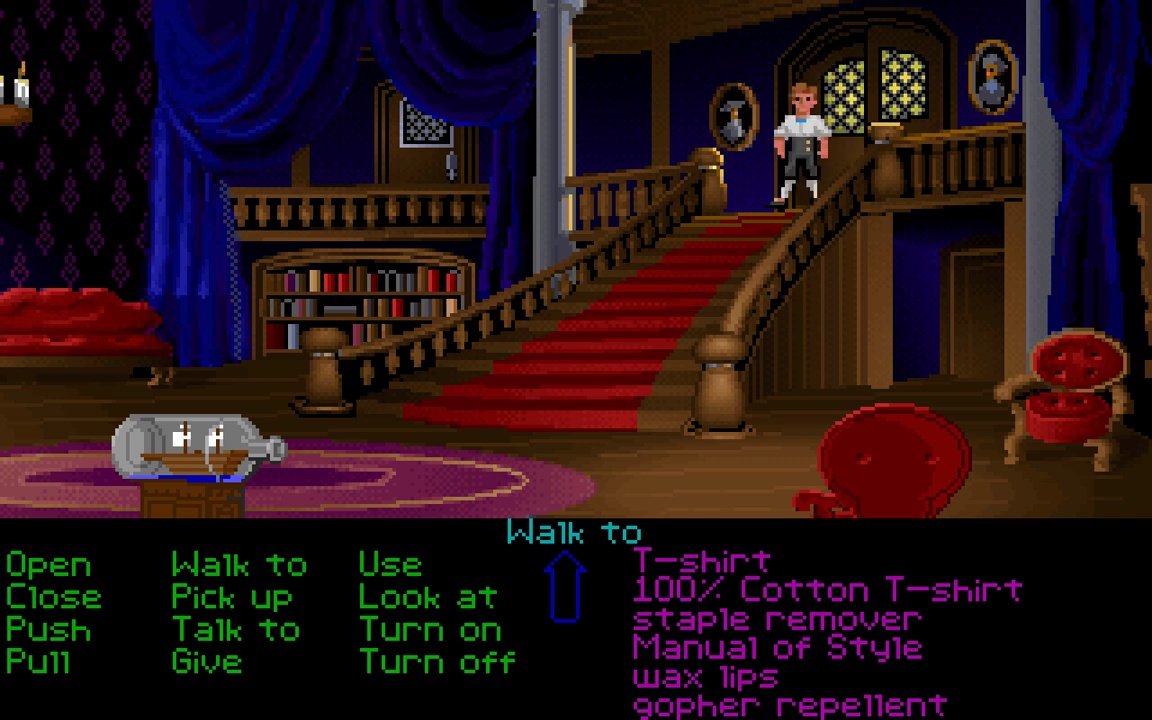 Walk to
Open Walk to Use
Close Pick up Look at
Push Talk to Turn on
Pull Give Turn off
T-shirt
100% Cotton T-shirt
staple remover
Manual of Style
wax lips
gopher repellent